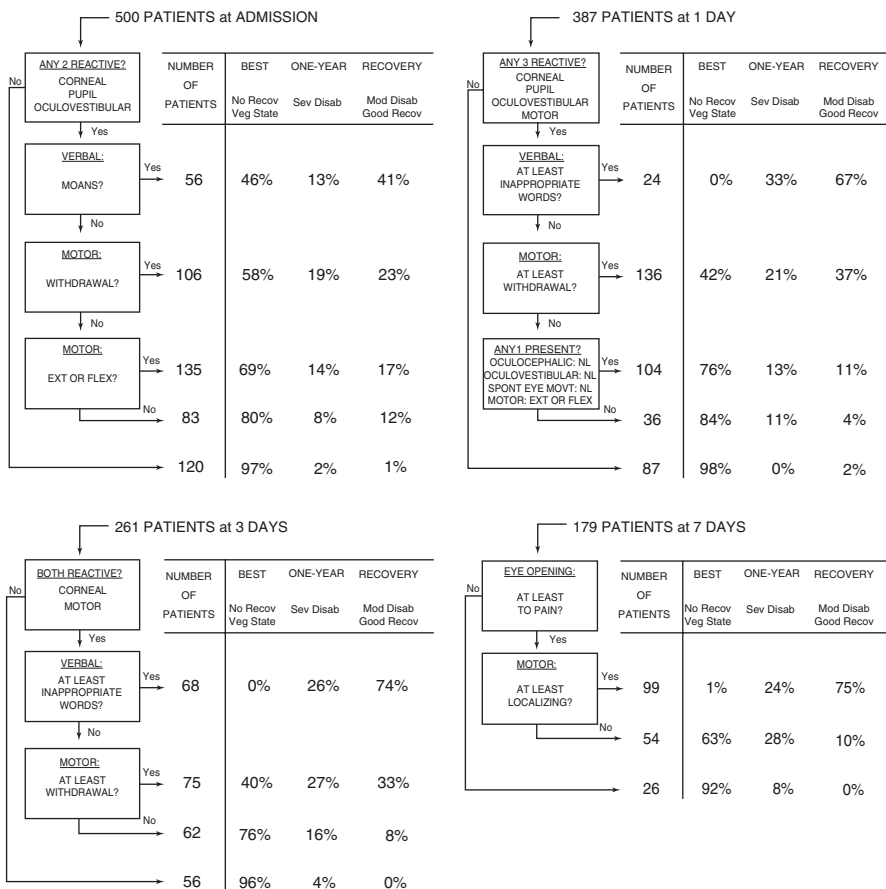 500 PATIENTS at ADMISSION
ANY 2 REACTIVE?
CORNEAL
PUPIL
OCULOVESTIBULAR
No
Yes
NUMBER
OF
PATIENTS
BEST ONE-YEAR RECOVERY
No Recov Sev Disab Mod Disab
Veg State Good Recov
VERBAL:
MOANS?
Yes
56 46% 13% 41%
No
MOTOR:
WITHDRAWAL?
Yes
106 58% 19% 23%
No
MOTOR:
EXT OR FLEX?
Yes
135 69% 14% 17%
No
83 80% 8% 12%
120 97% 2% 1%
387 PATIENTS at 1 DAY
ANY 3 REACTIVE?
CORNEAL
PUPIL
OCULOVESTIBULAR
MOTOR
No
Yes
NUMBER
OF
PATIENTS
BEST ONE-YEAR RECOVERY
No Recov Sev Disab Mod Disab
Veg State Good Recov
VERBAL:
AT LEAST
INAPPROPRIATE
WORDS?
Yes
24 0% 33% 67%
No
MOTOR:
AT LEAST
WITHDRAWAL?
Yes
136 42% 21% 37%
No
ANY1 PRESENT?
OCULOCEPHALIC: NL
OCULOVESTIBULAR: NL
SPONT EYE MOVT: NL
MOTOR: EXT OR FLEX
Yes
104 76% 13% 11%
No
36 84% 11% 4%
87 98% 0% 2%
261 PATIENTS at 3 DAYS
BOTH REACTIVE?
CORNEAL
MOTOR
No
Yes
NUMBER
OF
PATIENTS
BEST ONE-YEAR RECOVERY
No Recov Sev Disab Mod Disab
Veg State Good Recov
VERBAL:
AT LEAST
INAPPROPRIATE
WORDS?
Yes
68 0% 26% 74%
No
MOTOR:
AT LEAST
WITHDRAWAL?
Yes
75 40% 27% 33%
No
62 76% 16% 8%
56 96% 4% 0%
179 PATIENTS at 7 DAYS
EYE OPENING:
AT LEAST
TO PAIN?
No
Yes
NUMBER
OF
PATIENTS
BEST ONE-YEAR RECOVERY
No Recov Sev Disab Mod Disab
Veg State Good Recov
MOTOR:
AT LEAST
LOCALIZING?
Yes
99 1% 24% 75%
No
54 63% 28% 10%
26 92% 8% 0%